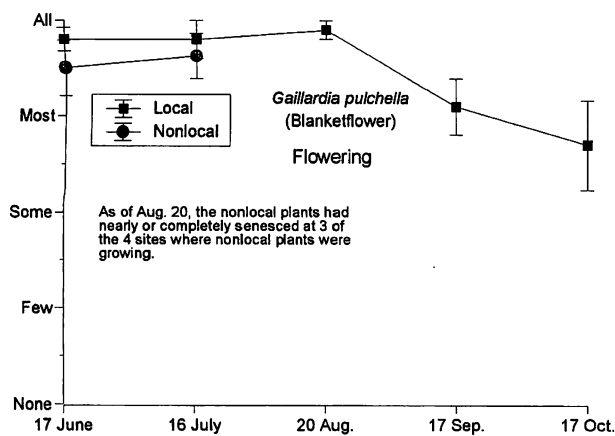 All
Most
Some
Few
None
Local
Nonlocal
Gaillardia pulchella
(Blanketflower)
Flowering
As of Aug. 20, the nonlocal plants had
nearly or completely senesced at 3 of
the 4 sites where nonlocal plants were
growing.
17 June
16 July
20 Aug.
17 Sep.
17 Oct.